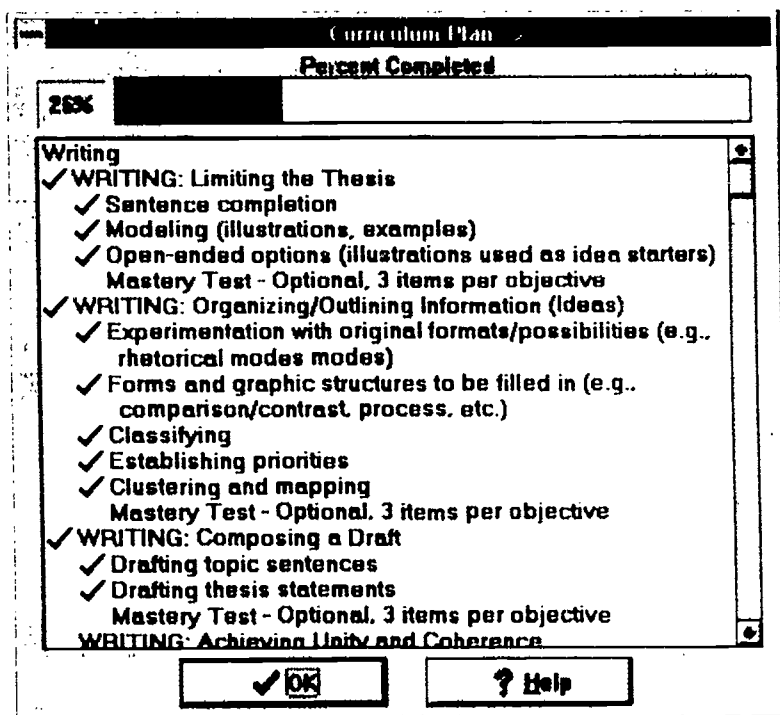 Curriculum Plan
Percent Completed
26%
Writing
WRITING: Limiting the Thesis
Sentence completion
Modeling (illustrations, examples)
Open-ended options (illustrations used as idea starters)
Mastery Test - Optional, 3 items per objective
WRITING: Organizing/Outlining Information (Ideas)
Experimentation with original formats/possibilities (e.g.,
rhetorical modes modes)
Forms and graphic structures to be filled in (e.g.,
comparison/contrast, process, etc.)
Classifying
Establishing priorities
Clustering and mapping
Mastery Test - Optional, 3 items per objective
WRITING: Composing a Draft
Drafting topic sentences
Drafting thesis statements
Mastery Test - Optional, 3 items per objective
WRITING: Achieving Unity and Coherence
OK
? Help